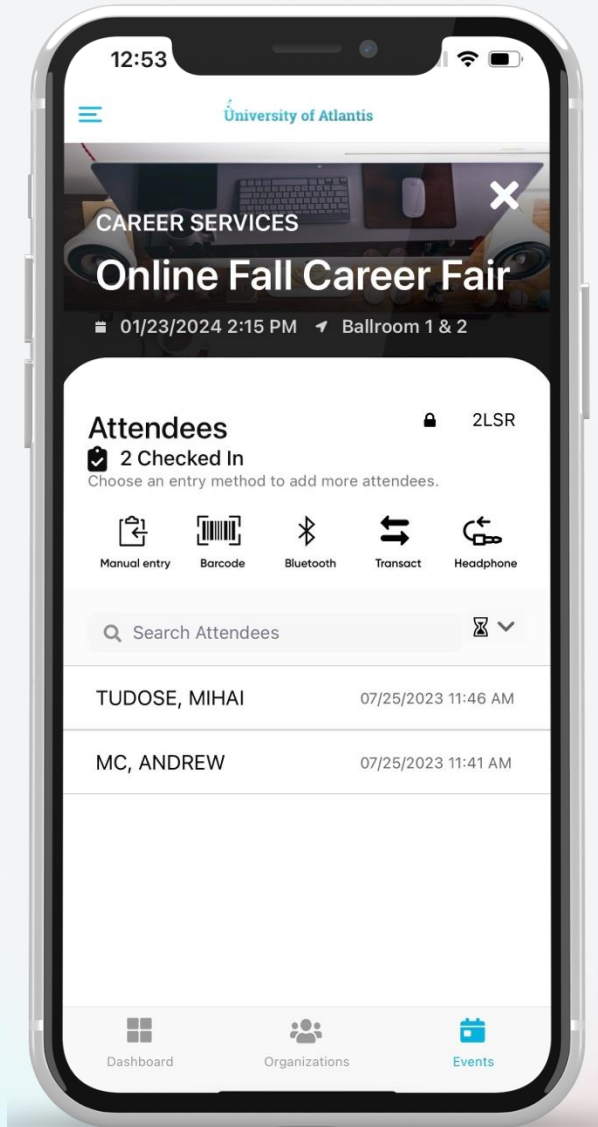 12:53
University of Atlantis
CAREER SERVICES
Online Fall Career Fair
01/23/2024 2:15 PM Ballroom 1 & 2
Attendees 2LSR
2 Checked In
Choose an entry method to add more attendees.
Manual entry Barcode Bluetooth Transact Headphone
Search Attendees
TUDOSE, MIHAI 07/25/2023 11:46 AM
MC, ANDREW 07/25/2023 11:41 AM
Dashboard Organizations Events